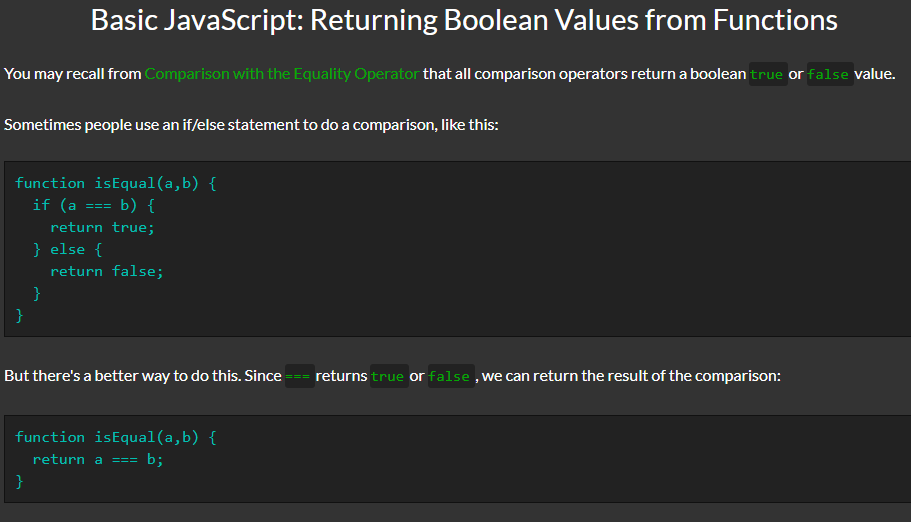 Basic JavaScript: Returning Boolean Values from Functions
You may recall from Comparison with the Equality Operator that all comparison operators return a boolean true or false value.
Sometimes people use an if/else statement to do a comparison, like this:
function isEqual(a,b) {
  if (a === b) {
    return true;
  } else {
    return false;
  }
}
But there's a better way to do this. Since === returns true or false , we can return the result of the comparison:
function isEqual(a,b) {
  return a === b;
}